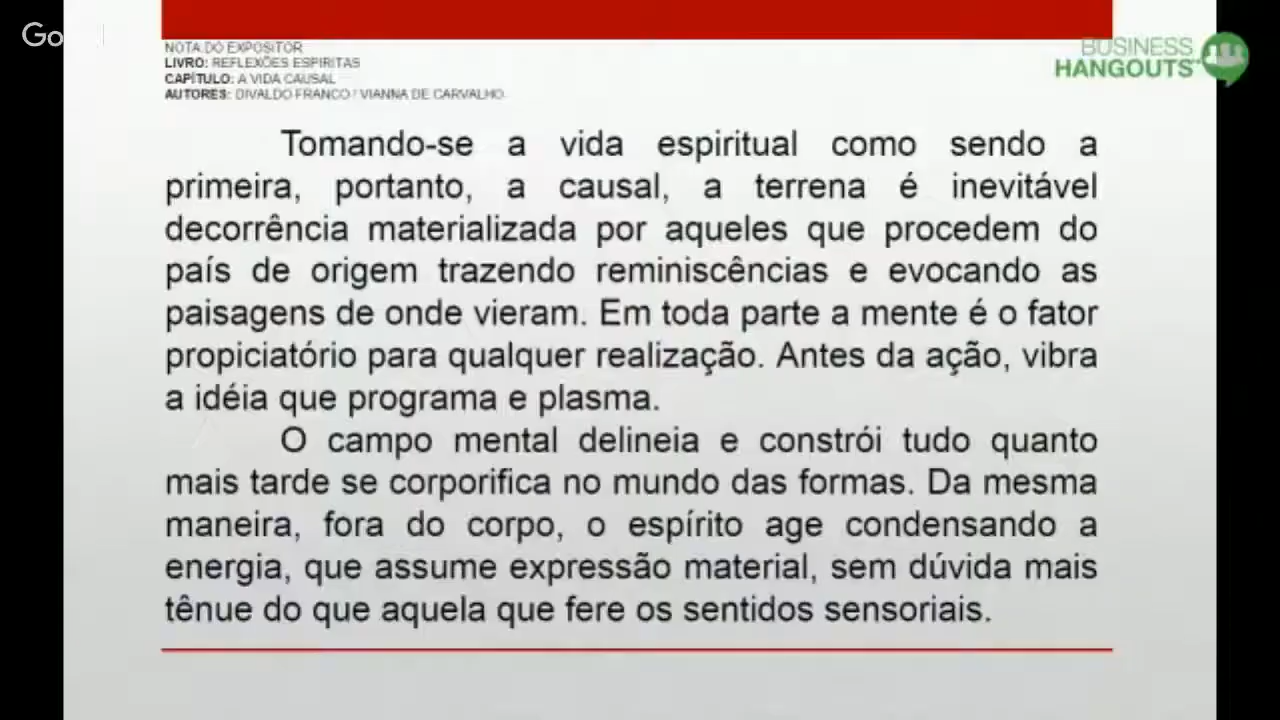 NOTA DO EXPOSITOR
LIVRO: REFLEXÕES ESPIRITAS
CAPÍTULO: A VIDA CAUSAL
AUTORES: DIVALDO FRANCO / VIANNA DE CARVALHO
BUSINESS
HANGOUTS
Tomando-se a vida espiritual como sendo a
primeira, portanto, a causal, a terrena é inevitável
decorrência materializada por aqueles que procedem do
país de origem trazendo reminiscências e evocando as
paisagens de onde vieram. Em toda parte a mente é o fator
propiciatório para qualquer realização. Antes da ação, vibra
a idéia que programa e plasma.
O campo mental delineia e constrói tudo quanto
mais tarde se corporifica no mundo das formas. Da mesma
maneira, fora do corpo, o espírito age condensando a
energia, que assume expressão material, sem dúvida mais
tênue do que aquela que fere os sentidos sensoriais.